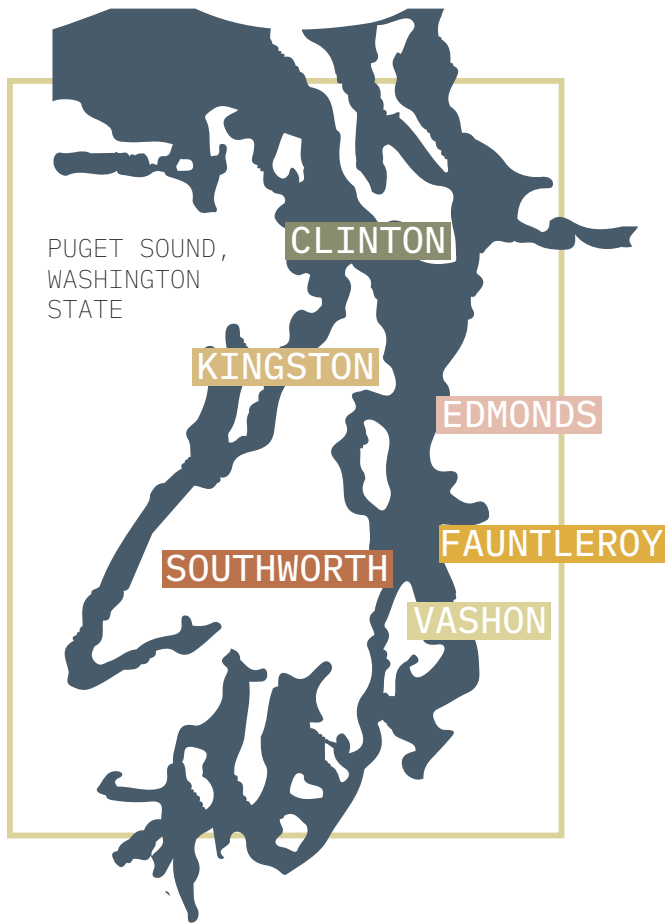 CLINTON
PUGET SOUND,
WASHINGTON
STATE
KINGSTON
EDMONDS
FAUNTLEROY
SOUTHWORTH
VASHON